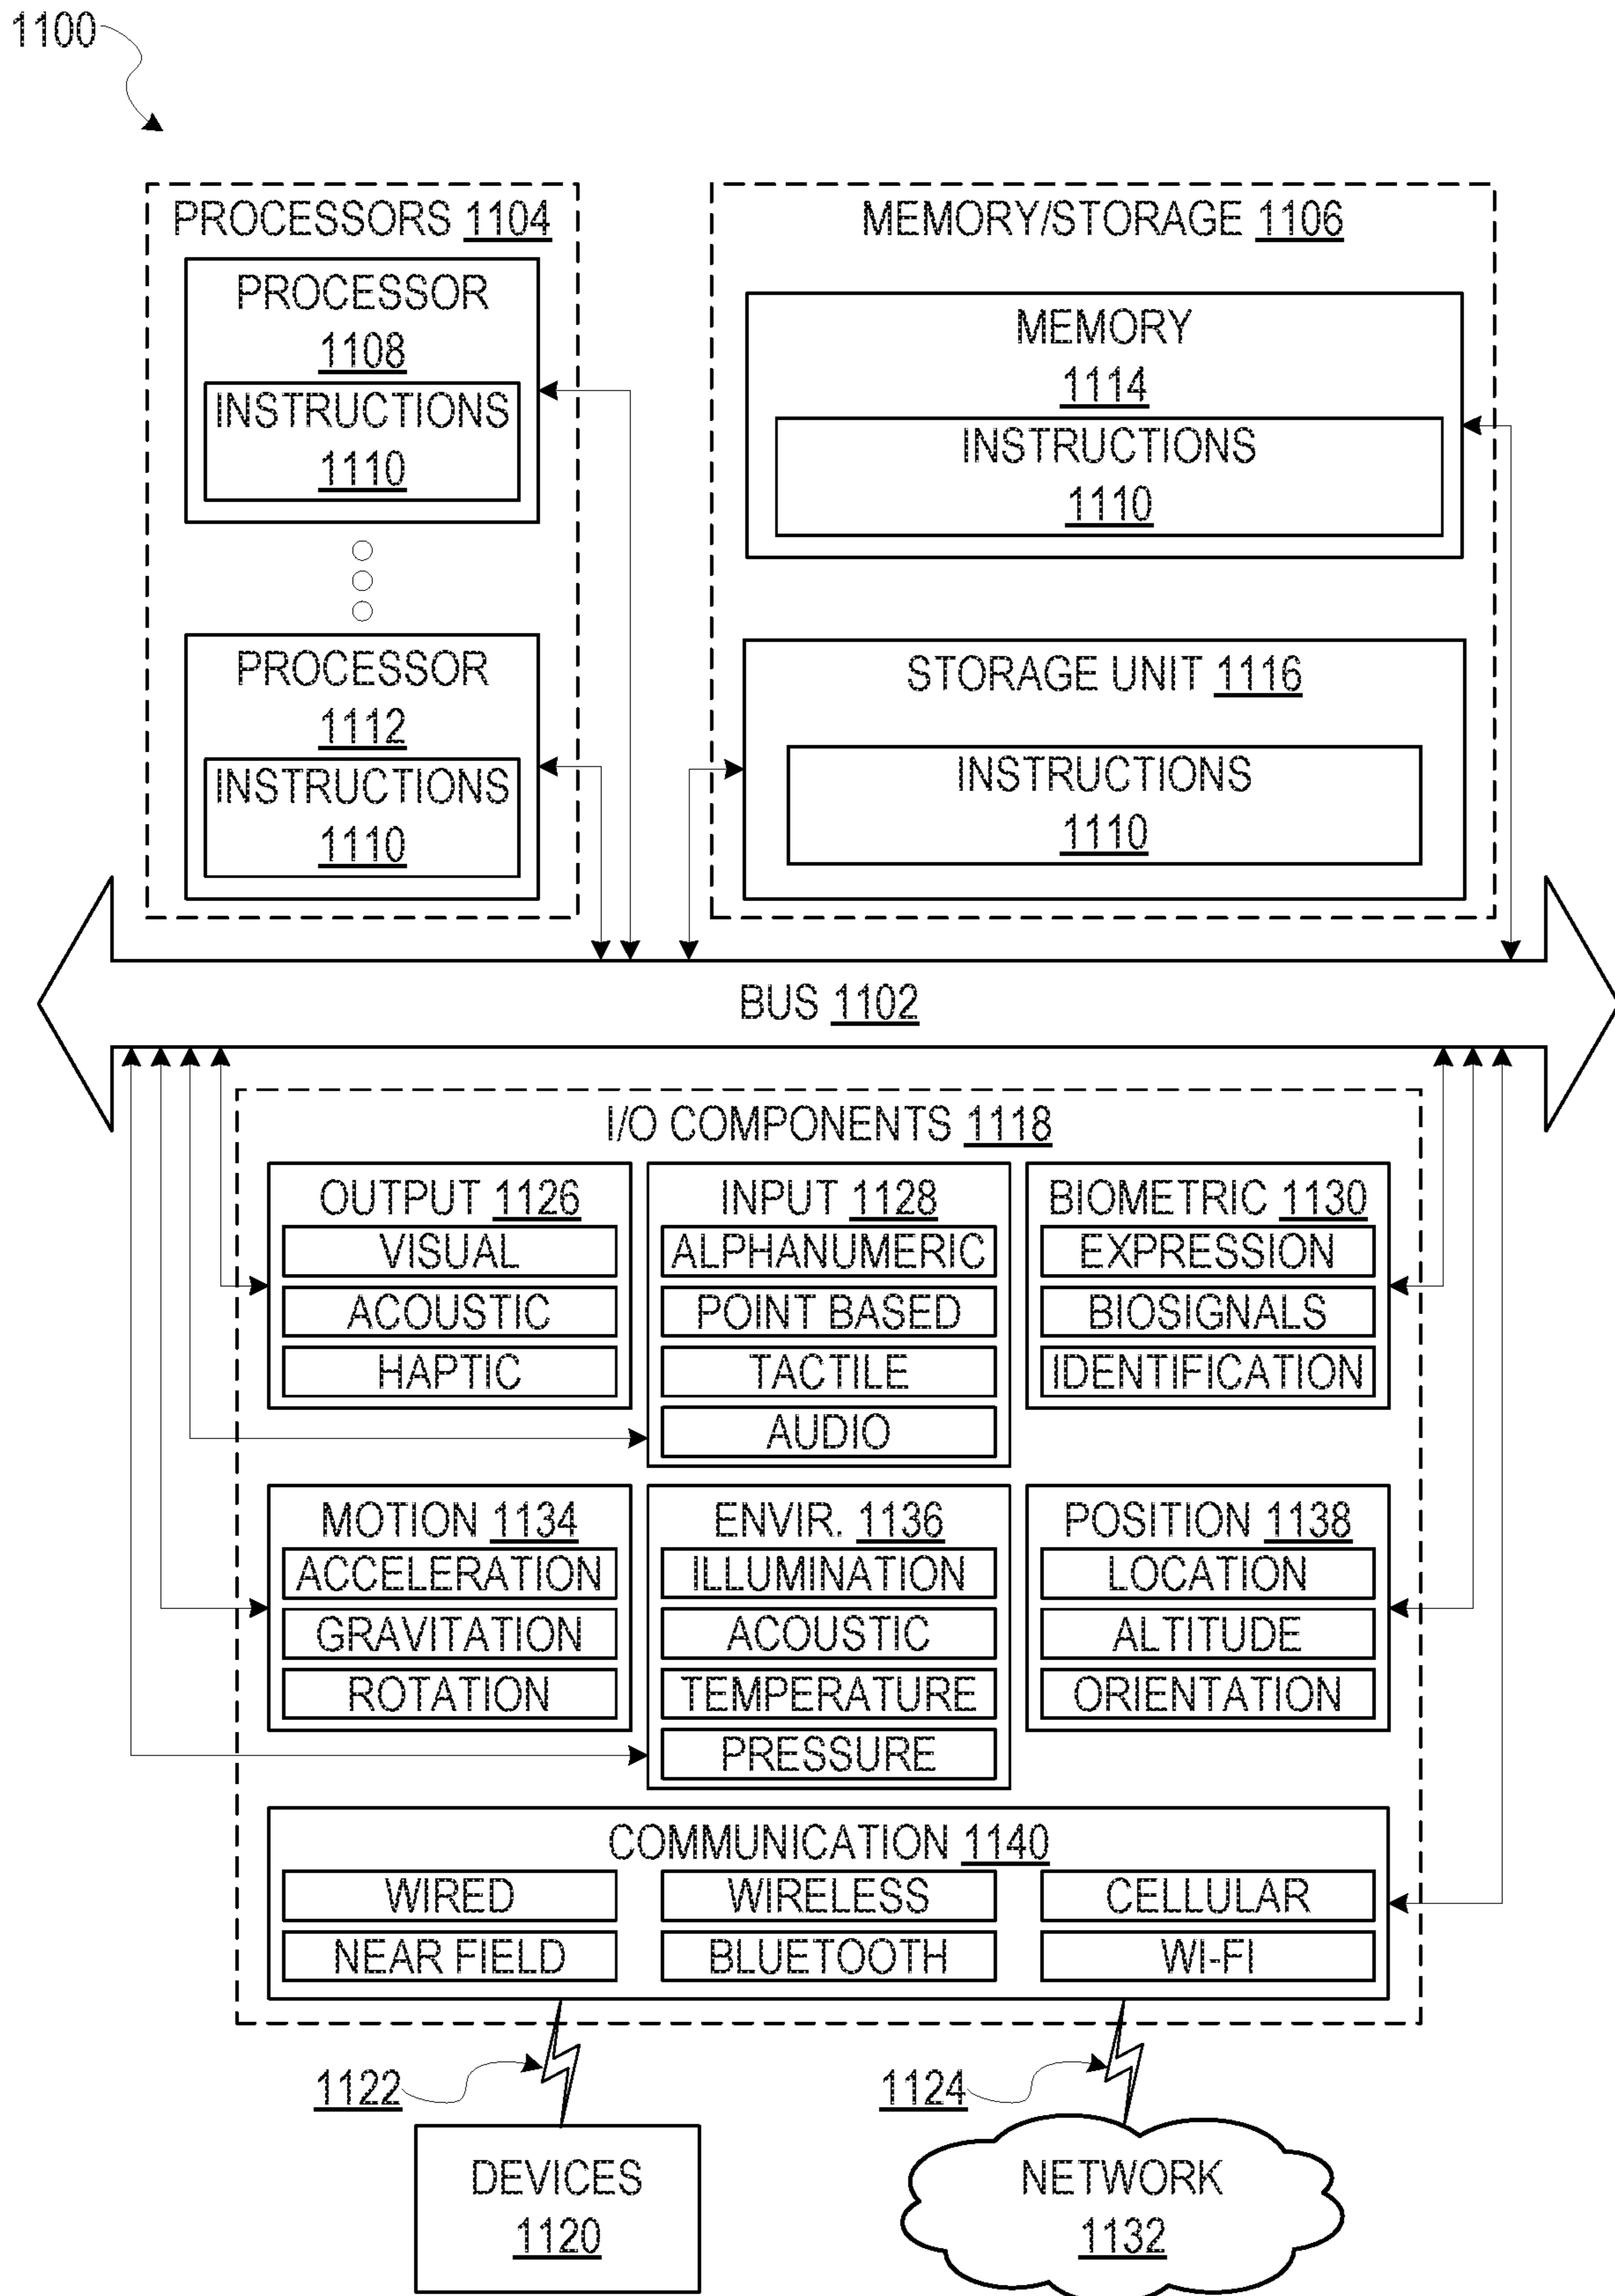 1100
PROCESSORS 1104
PROCESSOR
1108
INSTRUCTIONS
1110
PROCESSOR
1112
INSTRUCTIONS
1110
MEMORY/STORAGE 1106
MEMORY
1114
INSTRUCTIONS
1110
STORAGE UNIT 1116
INSTRUCTIONS
1110
BUS 1102
I/O COMPONENTS 1118
OUTPUT 1126
VISUAL
ACOUSTIC
HAPTIC
INPUT 1128
ALPHANUMERIC
POINT BASED
TACTILE
AUDIO
BIOMETRIC 1130
EXPRESSION
BIOSIGNALS
IDENTIFICATION
MOTION 1134
ACCELERATION
GRAVITATION
ROTATION
ENVIR. 1136
ILLUMINATION
ACOUSTIC
TEMPERATURE
PRESSURE
POSITION 1138
LOCATION
ALTITUDE
ORIENTATION
COMMUNICATION 1140
WIRED
WIRELESS
CELLULAR
NEAR FIELD
BLUETOOTH
WI-FI
1122
1124
DEVICES
1120
NETWORK
1132